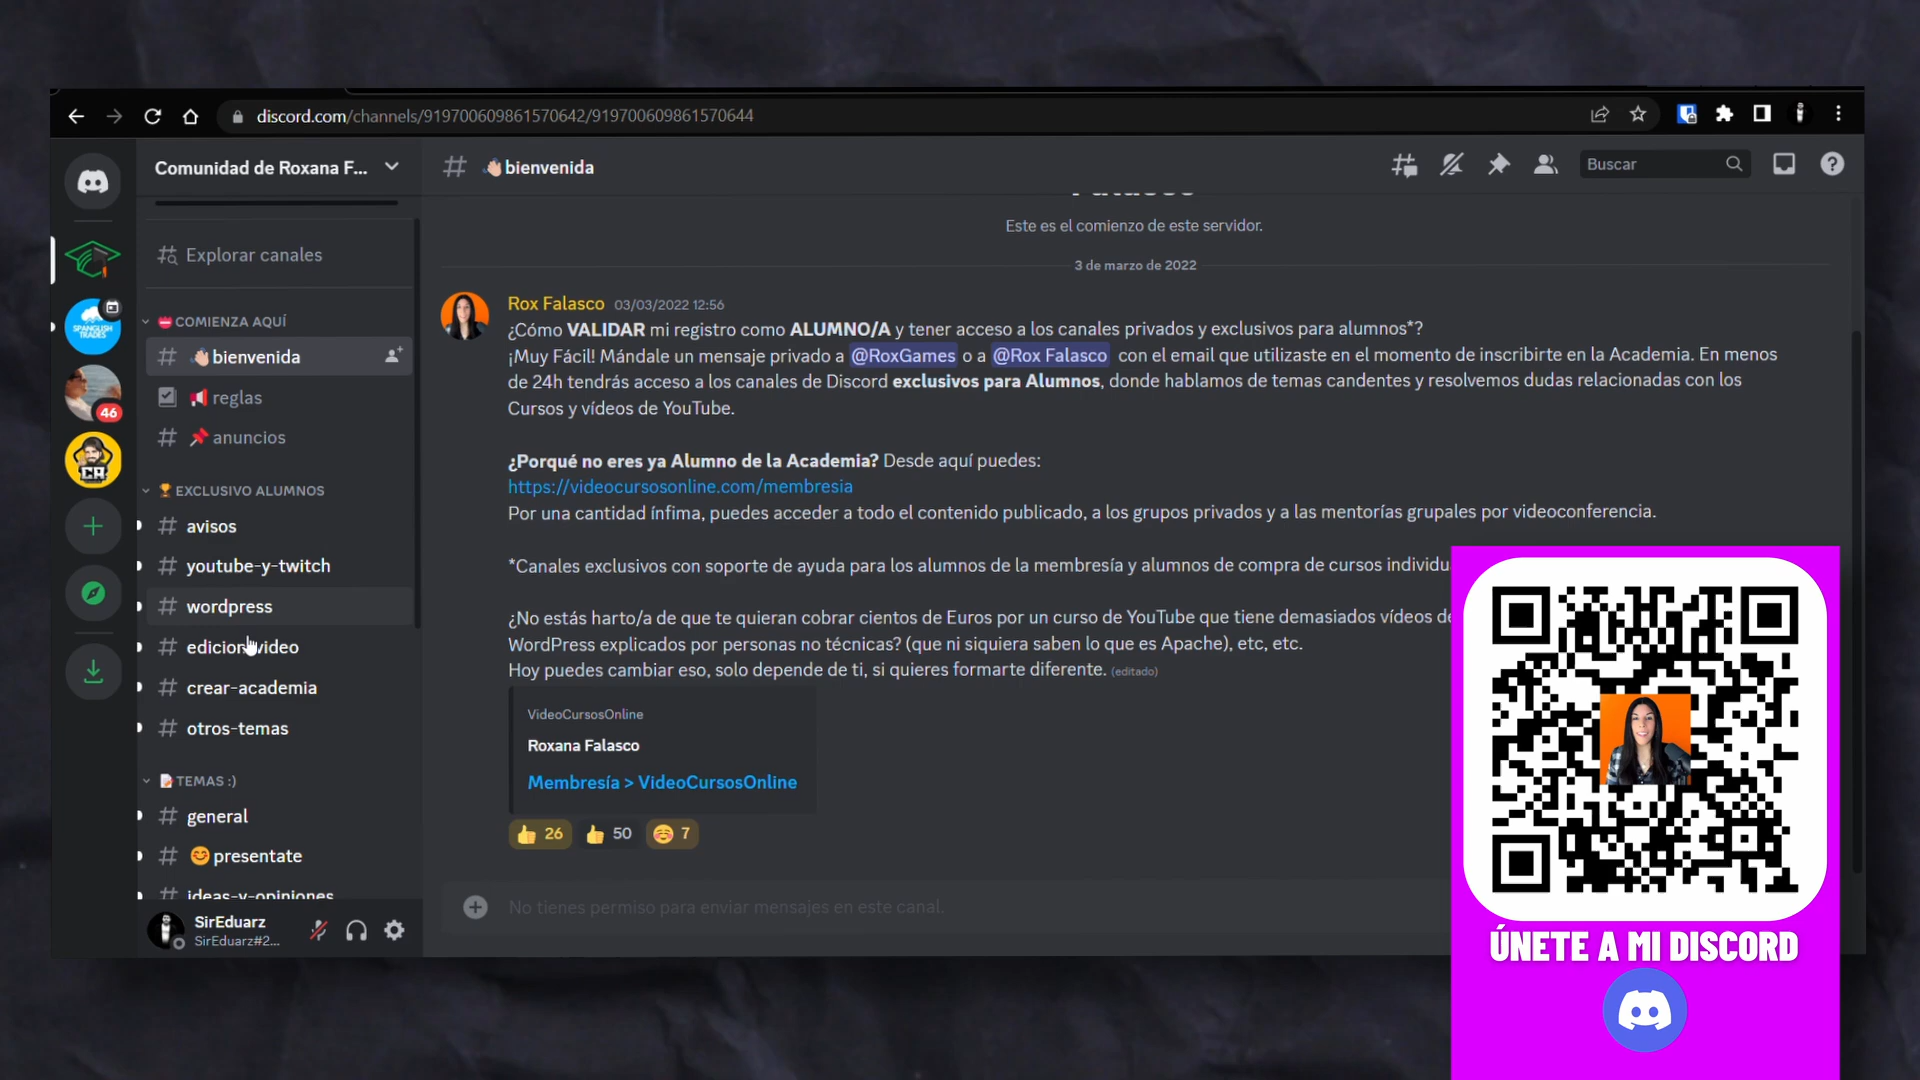 discord.com/channels/919700609861570642/919700609861570644
Comunidad de Roxana F...
bienvenida
Buscar
Explorar canales
COMIENZA AQUÍ
bienvenida
reglas
anuncios
EXCLUSIVO ALUMNOS
avisos
youtube-y-twitch
wordpress
edicion-video
crear-academia
otros-temas
TEMAS :)
general
presentate
ideas-y-opiniones
SPANGLISH
TRADES
46
CA
SirEduarz
SirEduarz#2...
Falasco
Este es el comienzo de este servidor.
3 de marzo de 2022
Rox Falasco 03/03/2022 12:56
¿Cómo VALIDAR mi registro como ALUMNO/A y tener acceso a los canales privados y exclusivos para alumnos*?
¡Muy Fácil! Mándale un mensaje privado a @RoxGames o a @Rox Falasco con el email que utilizaste en el momento de inscribirte en la Academia. En menos
de 24h tendrás acceso a los canales de Discord exclusivos para Alumnos, donde hablamos de temas candentes y resolvemos dudas relacionadas con los
Cursos y vídeos de YouTube.
¿Porqué no eres ya Alumno de la Academia? Desde aquí puedes:
https://videocursosonline.com/membresia
Por una cantidad ínfima, puedes acceder a todo el contenido publicado, a los grupos privados y a las mentorías grupales por videoconferencia.
*Canales exclusivos con soporte de ayuda para los alumnos de la membresía y alumnos de compra de cursos individu
¿No estás harto/a de que te quieran cobrar cientos de Euros por un curso de YouTube que tiene demasiados vídeos de
WordPress explicados por personas no técnicas? (que ni siquiera saben lo que es Apache), etc, etc.
Hoy puedes cambiar eso, solo depende de ti, si quieres formarte diferente. (editado)
VideoCursosOnline
Roxana Falasco
Membresía > VideoCursosOnline
26 50 7
No tienes permiso para enviar mensajes en este canal.
ÚNETE A MI DISCORD